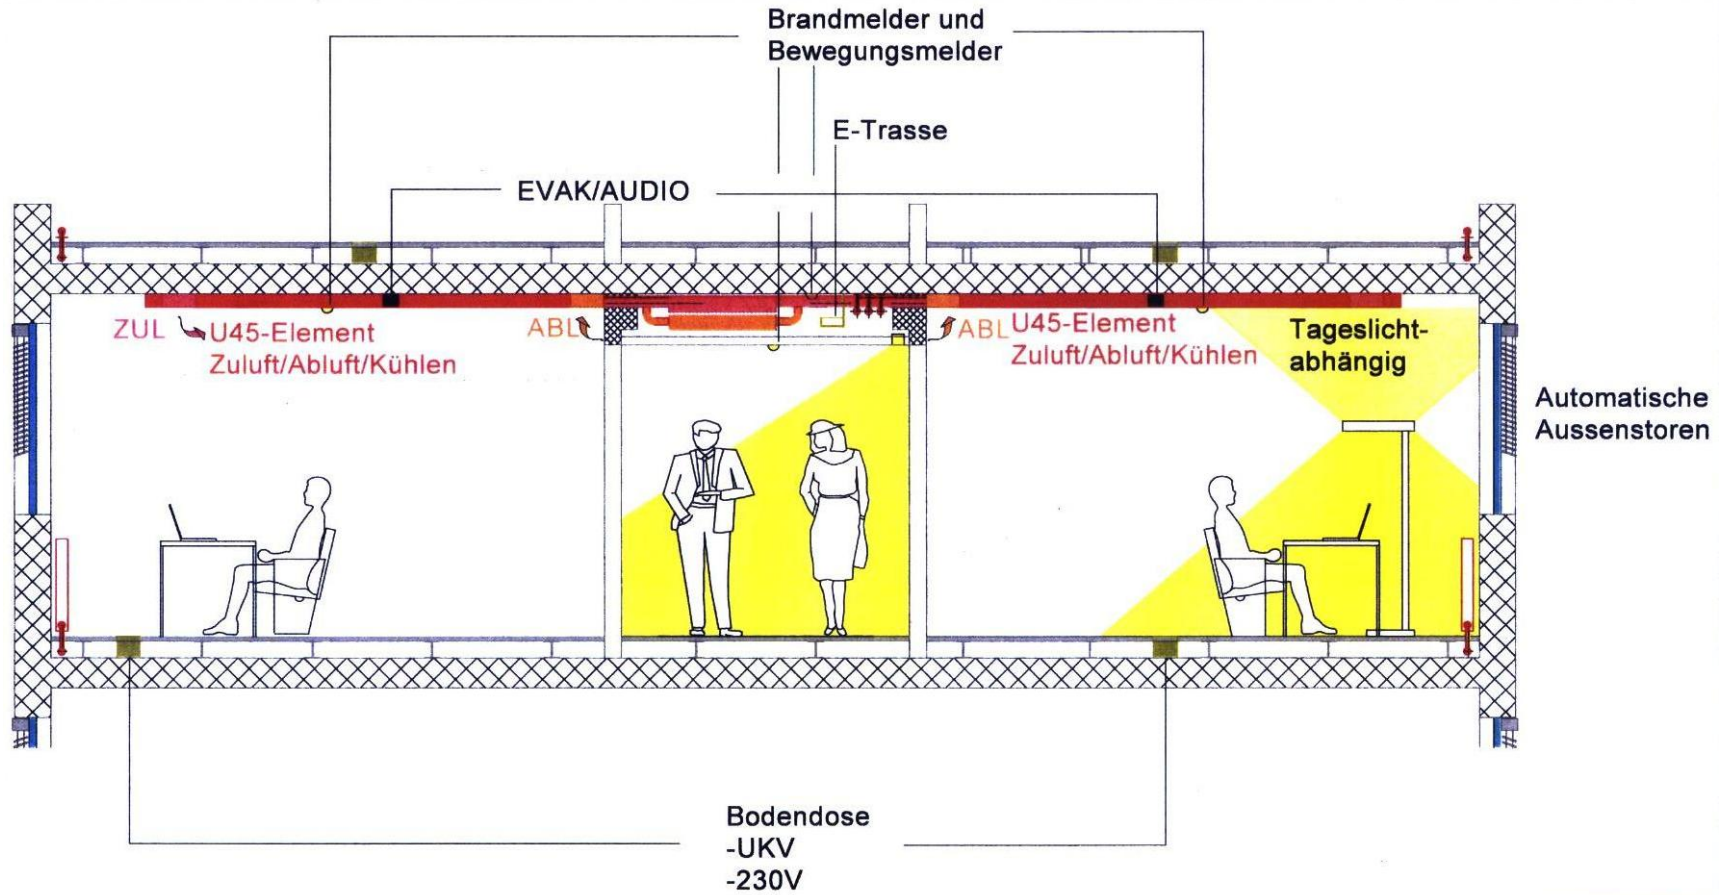 Brandmelder und
Bewegungsmelder
E-Trasse
EVAK/AUDIO
ZUL
U45-Element
Zuluft/Abluft/Kühlen
ABL
ABL
U45-Element
Zuluft/Abluft/Kühlen
Tageslicht-
abhängig
Automatische
Aussenstoren
Bodendose
-UKV
-230V